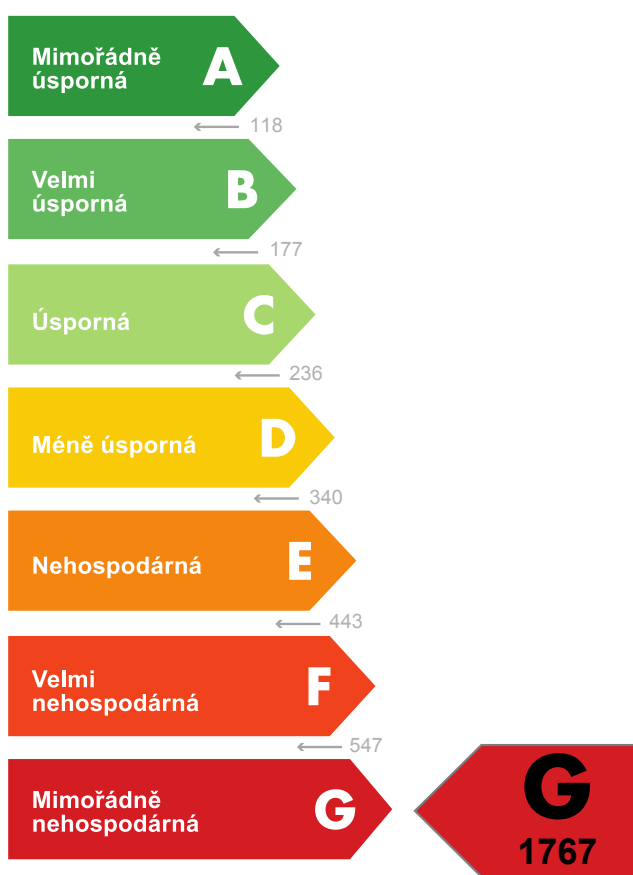 Mimořádně
úsporná
A
← 118
Velmi
úsporná
B
← 177
Úsporná
C
← 236
Méně úsporná
D
← 340
Nehospodárná
E
← 443
Velmi
nehospodárná
F
← 547
Mimořádně
nehospodárná
G
G
1767